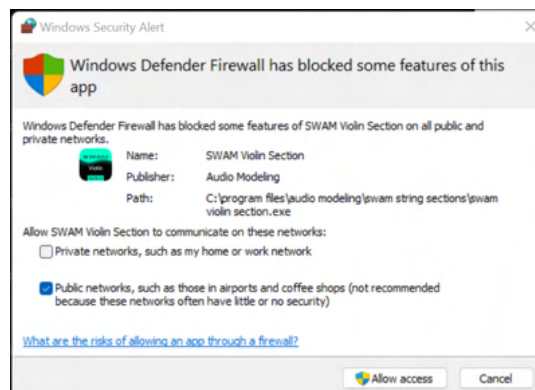 Windows Security Alert
Windows Defender Firewall has blocked some features of this
app
Windows Defender Firewall has blocked some features of SWAM Violin Section on all public and
private networks.
Name: SWAM Violin Section
Publisher: Audio Modeling
Path: C:\program files\audio modeling\swam string sections\swam
violin section.exe
Allow SWAM Violin Section to communicate on these networks:
Private networks, such as my home or work network
Public networks, such as those in airports and coffee shops (not recommended
because these networks often have little or no security)
What are the risks of allowing an app through a firewall?
Allow access Cancel